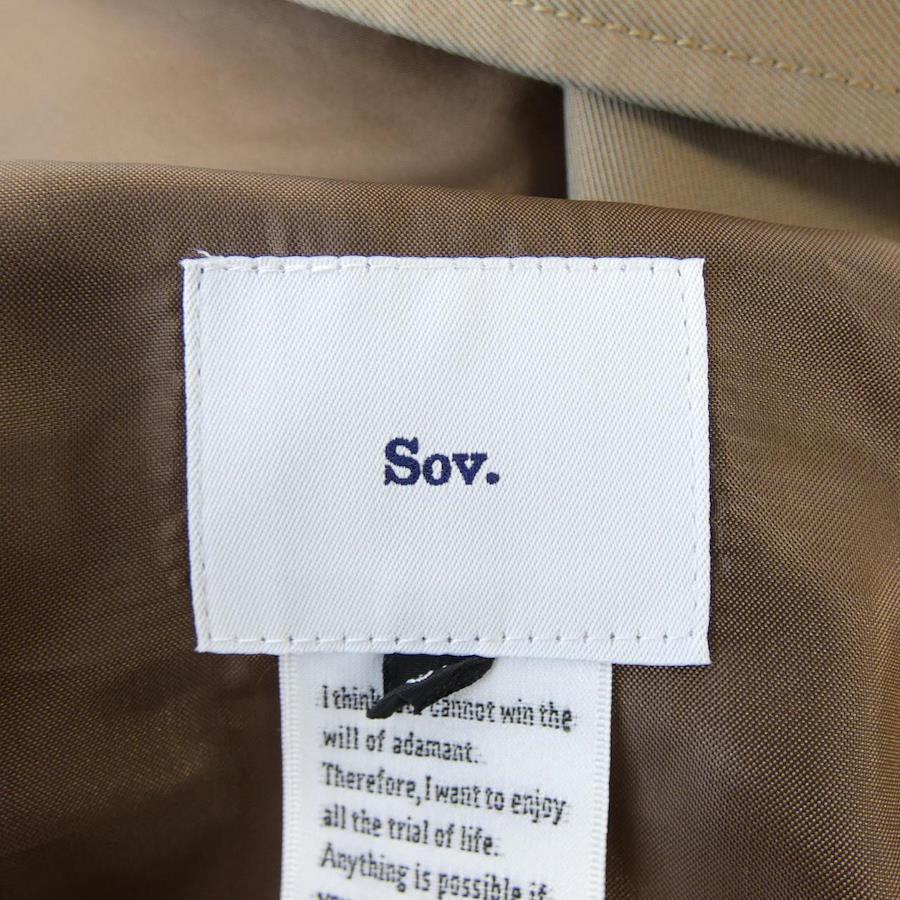 Sov.
I think cannot win the
will of adamant.
Therefore, I want to enjoy
all the trial of life.
Anything is possible if